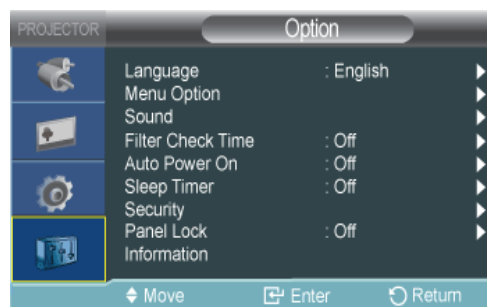 PROJECTOR Option
Language : English
Menu Option
Sound
Filter Check Time : Off
Auto Power On : Off
Sleep Timer : Off
Security
Panel Lock : Off
Information
Move Enter Return